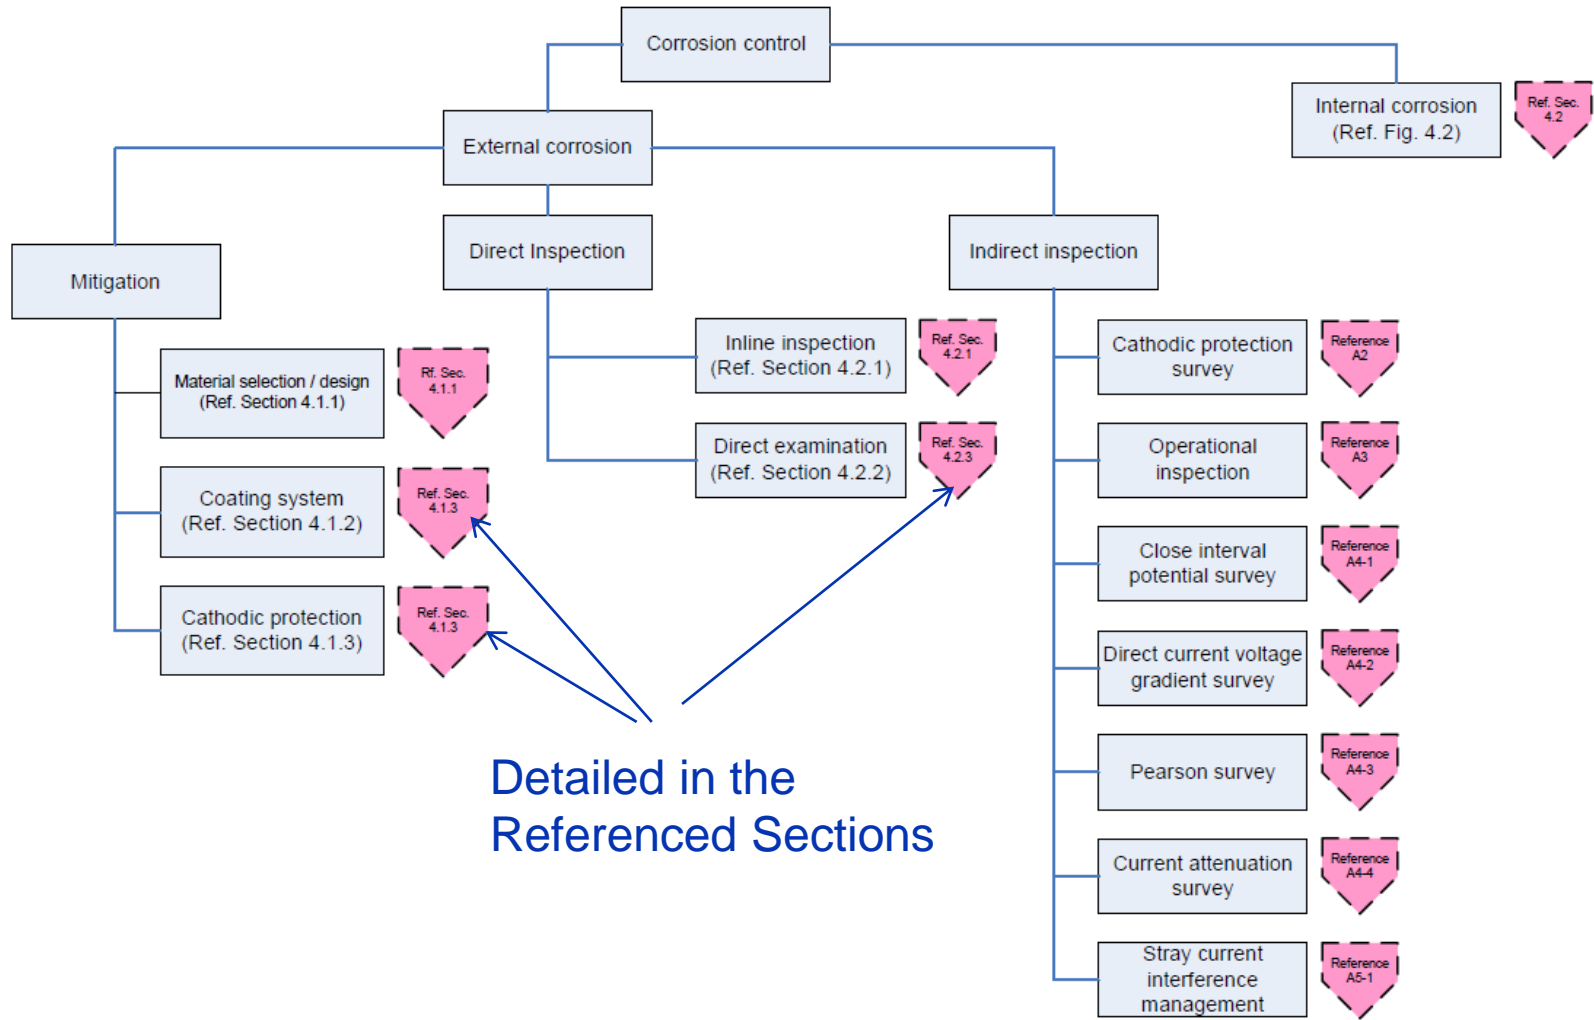 Corrosion control
Internal corrosion
(Ref. Fig. 4.2)
Ref. Sec.
4.2
External corrosion
Mitigation
Direct Inspection
Indirect inspection
Material selection / design
(Ref. Section 4.1.1)
Rf. Sec.
4.1.1
Coating system
(Ref. Section 4.1.2)
Ref. Sec.
4.1.3
Cathodic protection
(Ref. Section 4.1.3)
Ref. Sec.
4.1.3
Inline inspection
(Ref. Section 4.2.1)
Ref. Sec.
4.2.1
Direct examination
(Ref. Section 4.2.2)
Ref. Sec.
4.2.3
Cathodic protection
survey
Reference
A2
Operational
inspection
Reference
A3
Close interval
potential survey
Reference
A4-1
Direct current voltage
gradient survey
Reference
A4-2
Pearson survey
Reference
A4-3
Current attenuation
survey
Reference
A4-4
Stray current
interference
management
Reference
A5-1
Detailed in the
Referenced Sections